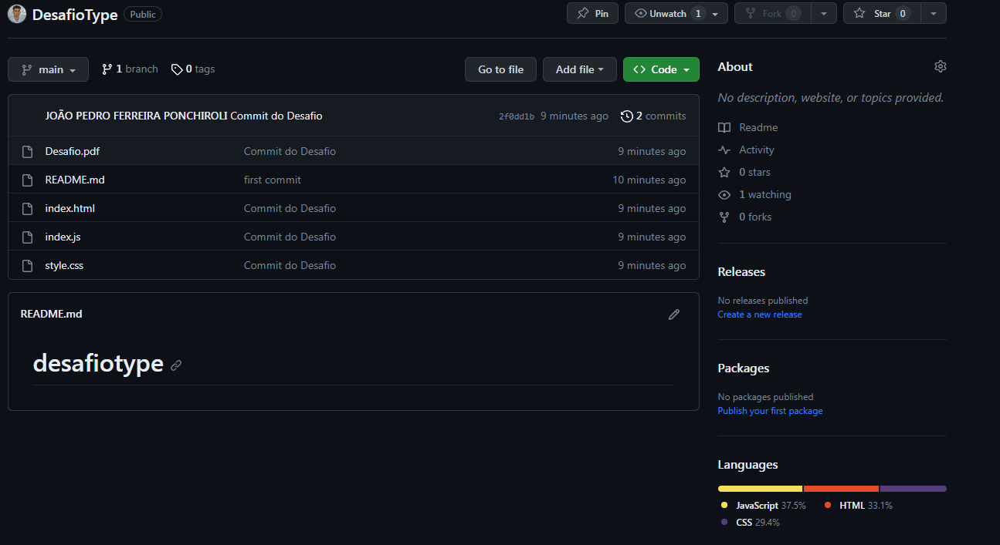 DesafioType Public Pin Unwatch 1 Fork 0 Star 0
main 1 branch 0 tags Go to file Add file Code
JOÃO PEDRO FERREIRA PONCHIROLI Commit do Desafio 2f0dd1b 9 minutes ago 2 commits
Desafio.pdf Commit do Desafio 9 minutes ago
README.md first commit 10 minutes ago
index.html Commit do Desafio 9 minutes ago
index.js Commit do Desafio 9 minutes ago
style.css Commit do Desafio 9 minutes ago
README.md
desafiotype
About
No description, website, or topics provided.
Readme
Activity
0 stars
1 watching
0 forks
Releases
No releases published
Create a new release
Packages
No packages published
Publish your first package
Languages
JavaScript 37.5% HTML 33.1%
CSS 29.4%